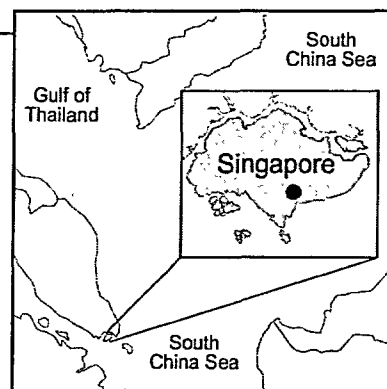 South
China Sea
Gulf of
Thailand
Singapore
South
China Sea